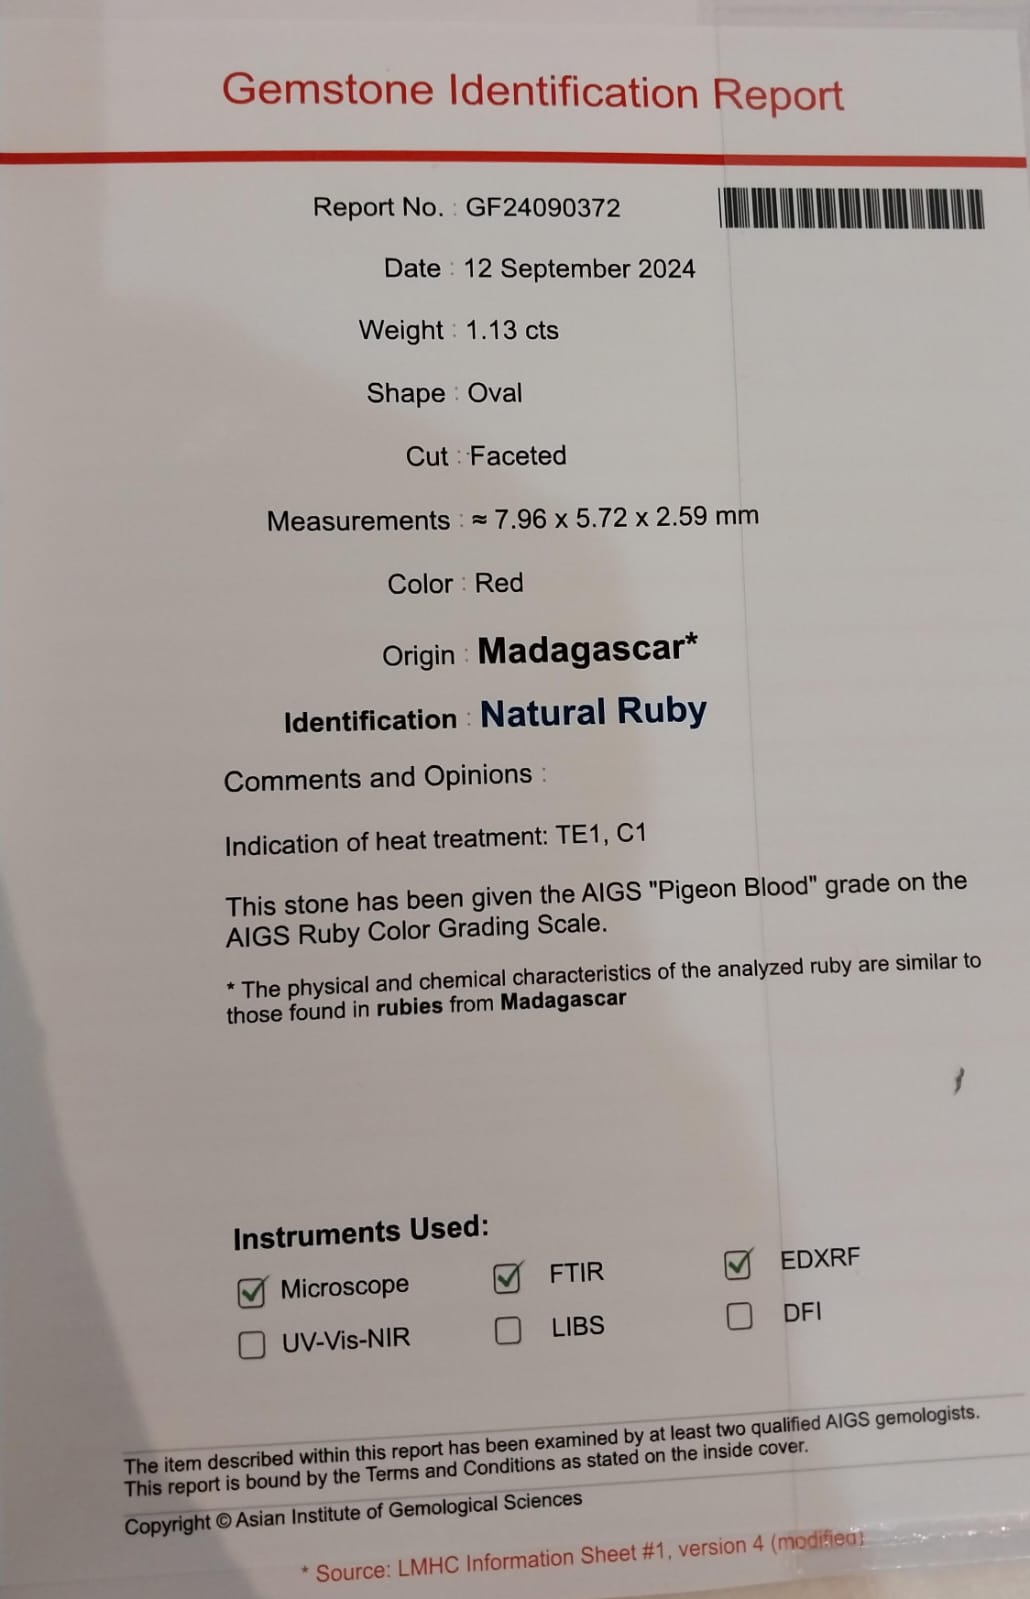 Gemstone Identification Report
Report No. : GF24090372
Date : 12 September 2024
Weight : 1.13 cts
Shape : Oval
Cut : Faceted
Measurements : ≈ 7.96 x 5.72 x 2.59 mm
Color : Red
Origin : Madagascar*
Identification : Natural Ruby
Comments and Opinions :
Indication of heat treatment: TE1, C1
This stone has been given the AIGS "Pigeon Blood" grade on the
AIGS Ruby Color Grading Scale.
* The physical and chemical characteristics of the analyzed ruby are similar to
those found in rubies from Madagascar
Instruments Used:
Microscope FTIR EDXRF
UV-Vis-NIR LIBS DFI
The item described within this report has been examined by at least two qualified AIGS gemologists.
This report is bound by the Terms and Conditions as stated on the inside cover.
Copyright © Asian Institute of Gemological Sciences
* Source: LMHC Information Sheet #1, version 4 (modified)